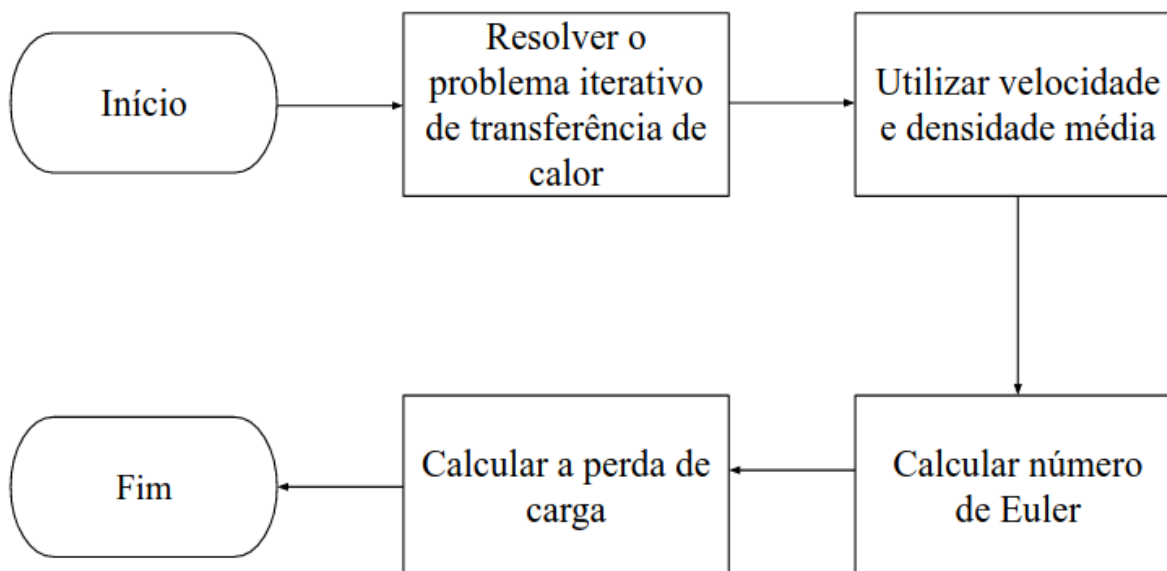 Início
Resolver o
problema iterativo
de transferência de
calor
Utilizar velocidade
e densidade média
Calcular número
de Euler
Calcular a perda de
carga
Fim